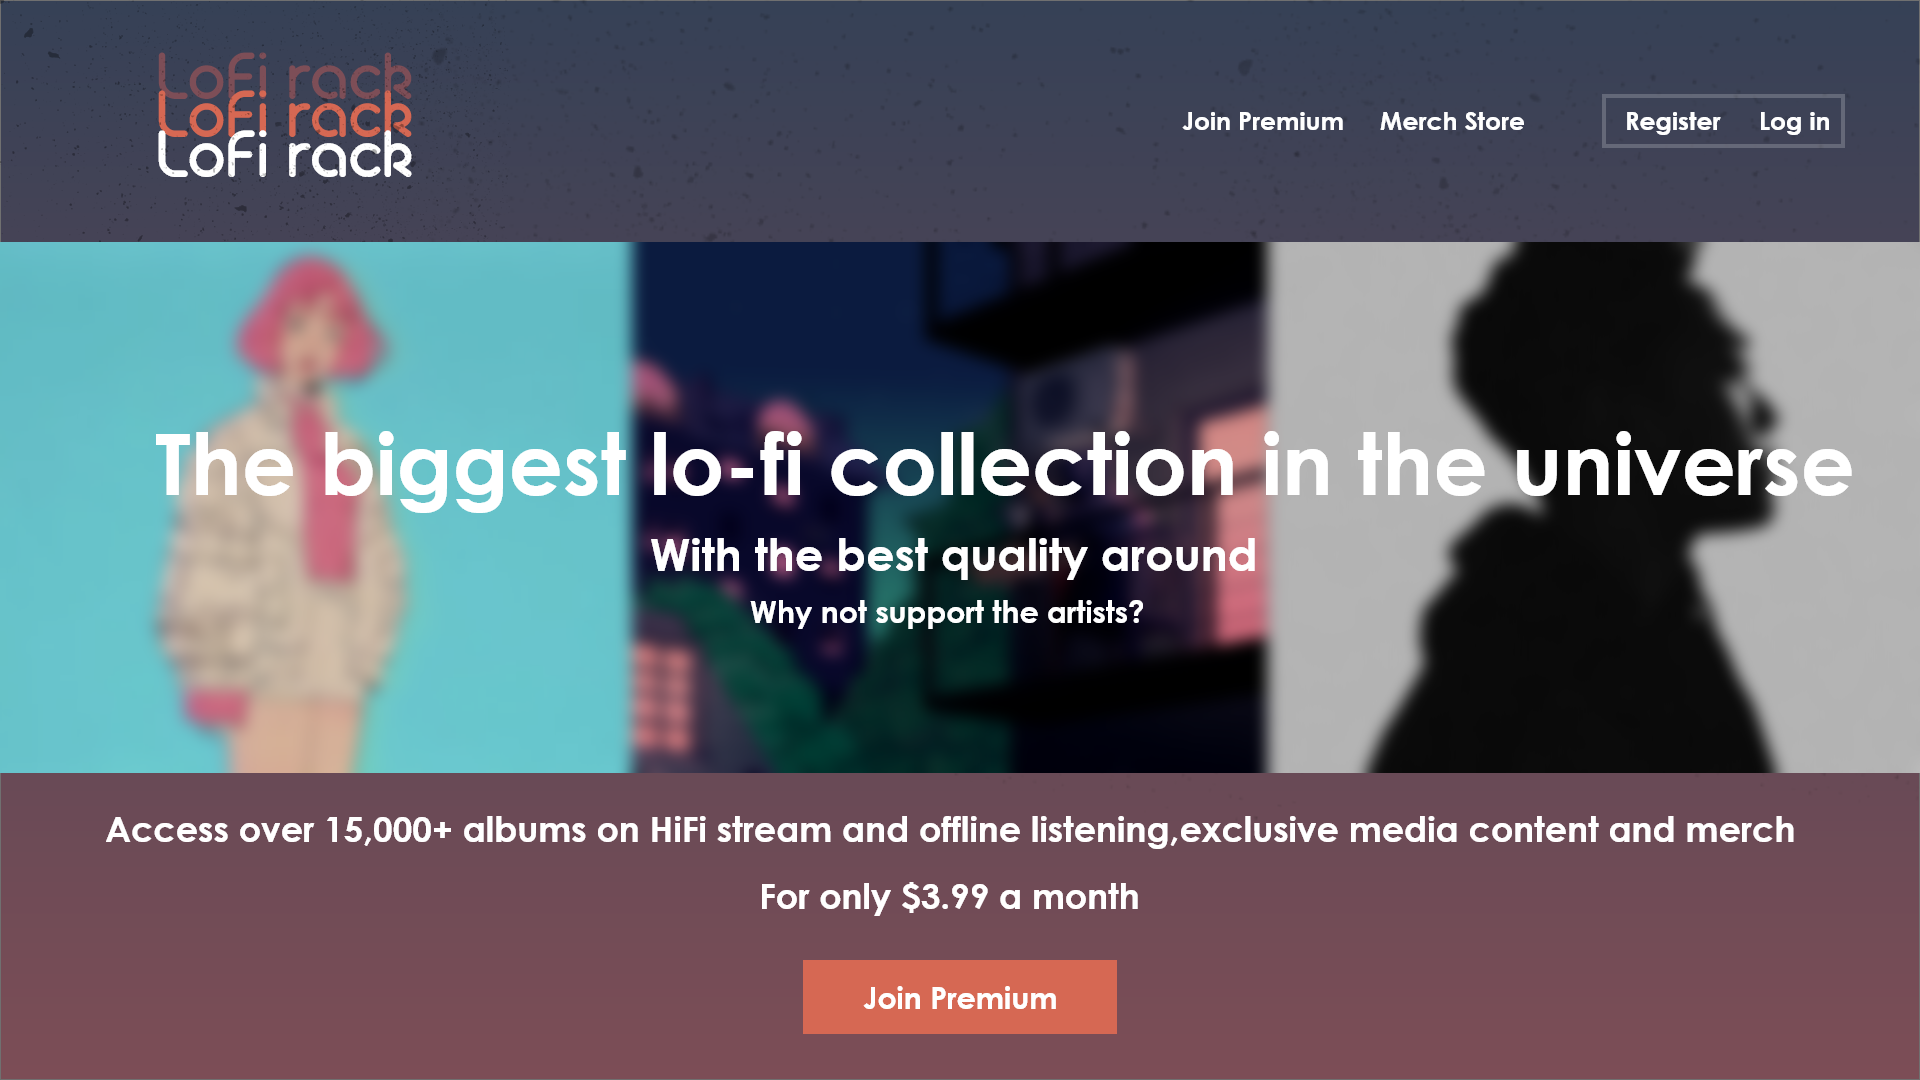 Lofi rack
Lofi rack
Lofi rack
Join Premium
Merch Store
Register
Log in
The biggest lo-fi collection in the universe
With the best quality around
Why not support the artists?
Access over 15,000+ albums on HiFi stream and offline listening,exclusive media content and merch
For only $3.99 a month
Join Premium